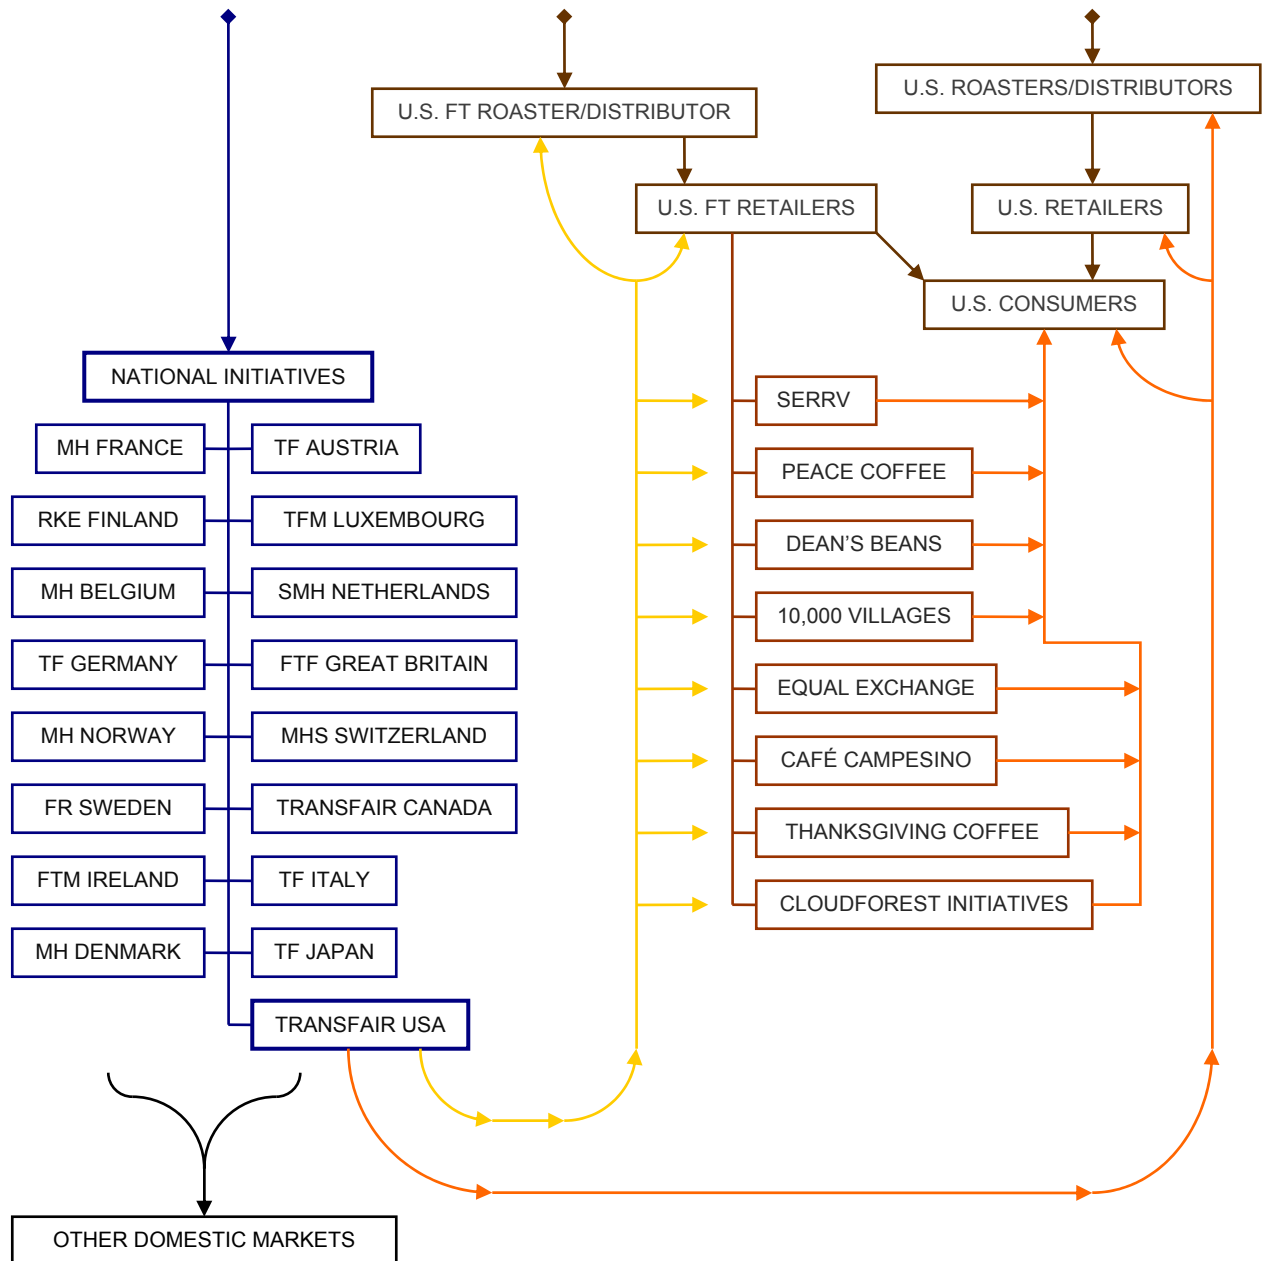 U.S. ROASTERS/DISTRIBUTORS
U.S. FT ROASTER/DISTRIBUTOR
U.S. FT RETAILERS
U.S. RETAILERS
U.S. CONSUMERS
NATIONAL INITIATIVES
MH FRANCE
TF AUSTRIA
RKE FINLAND
TFM LUXEMBOURG
MH BELGIUM
SMH NETHERLANDS
TF GERMANY
FTF GREAT BRITAIN
MH NORWAY
MHS SWITZERLAND
FR SWEDEN
TRANSFAIR CANADA
FTM IRELAND
TF ITALY
MH DENMARK
TF JAPAN
TRANSFAIR USA
SERRV
PEACE COFFEE
DEAN'S BEANS
10,000 VILLAGES
EQUAL EXCHANGE
CAFÉ CAMPESINO
THANKSGIVING COFFEE
CLOUDFOREST INITIATIVES
OTHER DOMESTIC MARKETS